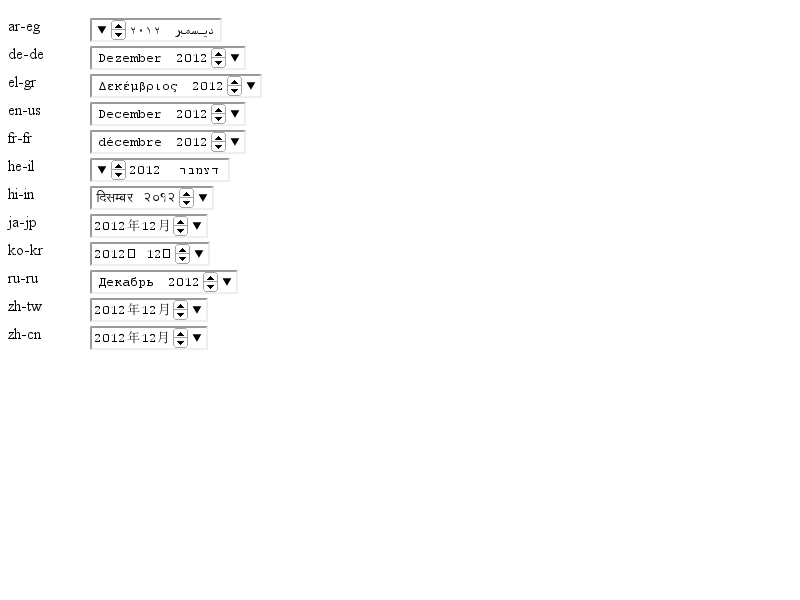 ar-eg ديسمبر ٢٠١٢
de-de Dezember 2012
el-gr Δεκέμβριος 2012
en-us December 2012
fr-fr décembre 2012
he-il דצמבר 2012
hi-in दिसम्बर २०१२
ja-jp 2012年12月
ko-kr 2012▯ 12▯
ru-ru Декабрь 2012
zh-tw 2012年12月
zh-cn 2012年12月